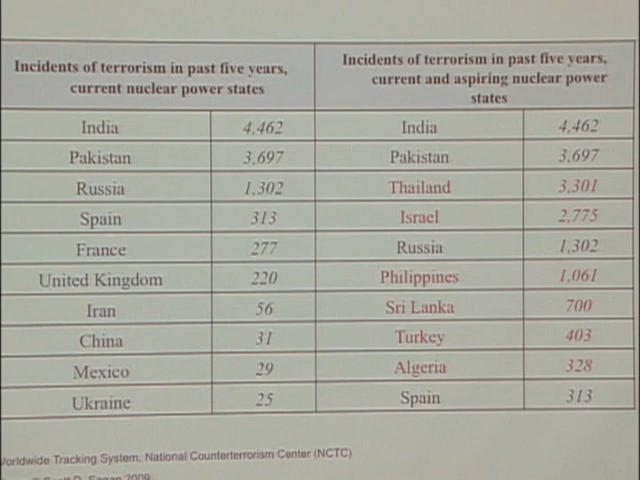 Incidents of terrorism in past five years,
current nuclear power states
Incidents of terrorism in past five years,
current and aspiring nuclear power
states
India 4,462 India 4,462
Pakistan 3,697 Pakistan 3,697
Russia 1,302 Thailand 3,301
Spain 313 Israel 2,775
France 277 Russia 1,302
United Kingdom 220 Philippines 1,061
Iran 56 Sri Lanka 700
China 31 Turkey 403
Mexico 29 Algeria 328
Ukraine 25 Spain 313
Worldwide Tracking System, National Counterterrorism Center (NCTC)
2009